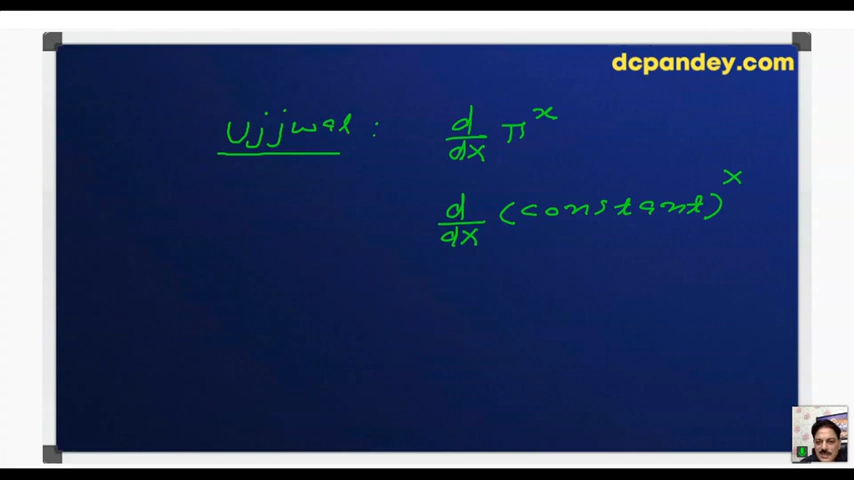 dcpandey.com
Ujjwal : d/dx π^x
d/dx (constant)^x